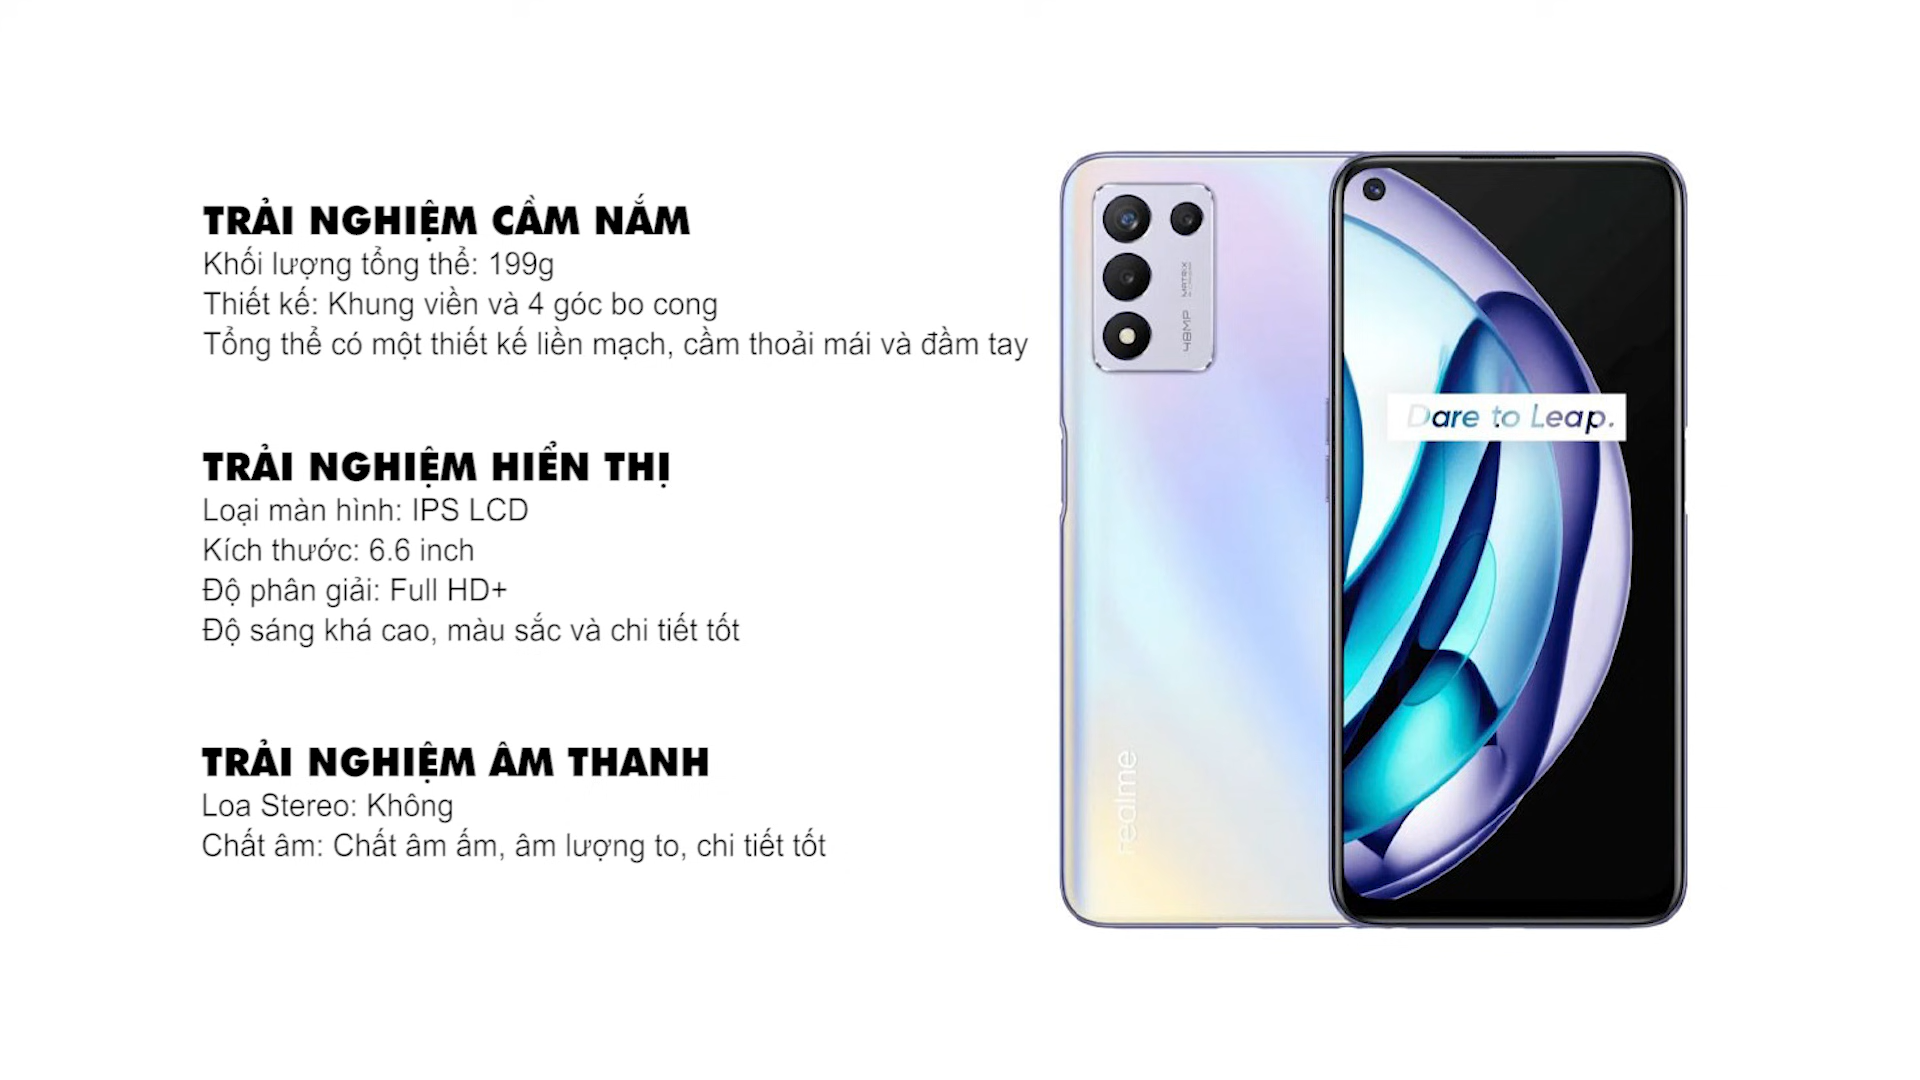 TRẢI NGHIỆM CẦM NẮM
Khối lượng tổng thể: 199g
Thiết kế: Khung viền và 4 góc bo cong
Tổng thể có một thiết kế liền mạch, cầm thoải mái và đầm tay
TRẢI NGHIỆM HIỂN THỊ
Loại màn hình: IPS LCD
Kích thước: 6.6 inch
Độ phân giải: Full HD+
Độ sáng khá cao, màu sắc và chi tiết tốt
TRẢI NGHIỆM ÂM THANH
Loa Stereo: Không
Chất âm: Chất âm ấm, âm lượng to, chi tiết tốt
48MP MATRIX
realme
Dare to Leap.